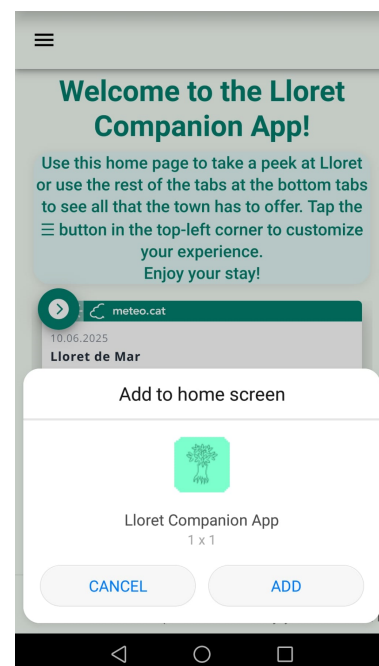 Welcome to the Lloret
Companion App!
Use this home page to take a peek at Lloret
or use the rest of the tabs at the bottom tabs
to see all that the town has to offer. Tap the
☰ button in the top-left corner to customize
your experience.
Enjoy your stay!
meteo.cat
10.06.2025
Lloret de Mar
Add to home screen
Lloret Companion App
1 x 1
CANCEL
ADD